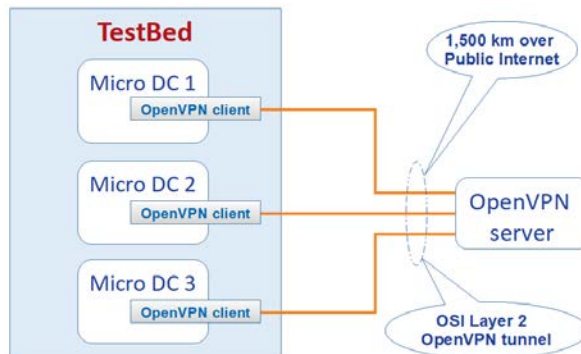 TestBed
Micro DC 1
OpenVPN client
Micro DC 2
OpenVPN client
Micro DC 3
OpenVPN client
1,500 km over
Public Internet
OpenVPN
server
OSI Layer 2
OpenVPN tunnel